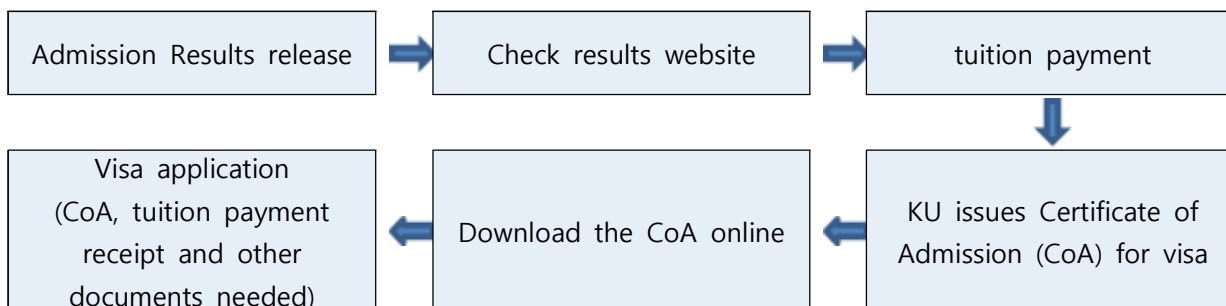 Admission Results release
Check results website
tuition payment
KU issues Certificate of
Admission (CoA) for visa
Download the CoA online
Visa application
(CoA, tuition payment
receipt and other
documents needed)